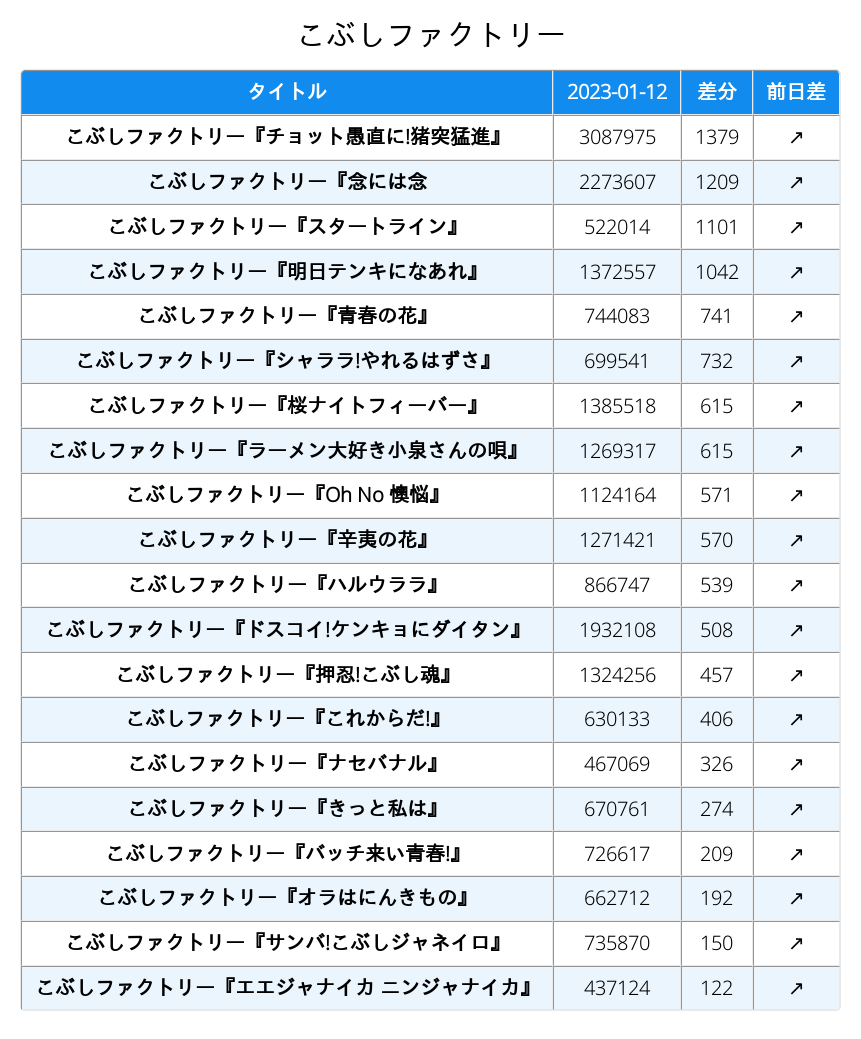 こぶしファクトリー
タイトル 2023-01-12 差分 前日差
こぶしファクトリー『チョット愚直に!猪突猛進』 3087975 1379 ↗
こぶしファクトリー『念には念 2273607 1209 ↗
こぶしファクトリー『スタートライン』 522014 1101 ↗
こぶしファクトリー『明日テンキになあれ』 1372557 1042 ↗
こぶしファクトリー『青春の花』 744083 741 ↗
こぶしファクトリー『シャララ!やれるはずさ』 699541 732 ↗
こぶしファクトリー『桜ナイトフィーバー』 1385518 615 ↗
こぶしファクトリー『ラーメン大好き小泉さんの唄』 1269317 615 ↗
こぶしファクトリー『Oh No 懊悩』 1124164 571 ↗
こぶしファクトリー『辛夷の花』 1271421 570 ↗
こぶしファクトリー『ハルウララ』 866747 539 ↗
こぶしファクトリー『ドスコイ!ケンキョにダイタン』 1932108 508 ↗
こぶしファクトリー『押忍!こぶし魂』 1324256 457 ↗
こぶしファクトリー『これからだ!』 630133 406 ↗
こぶしファクトリー『ナセバナル』 467069 326 ↗
こぶしファクトリー『きっと私は』 670761 274 ↗
こぶしファクトリー『バッチ来い青春!』 726617 209 ↗
こぶしファクトリー『オラはにんきもの』 662712 192 ↗
こぶしファクトリー『サンバ!こぶしジャネイロ』 735870 150 ↗
こぶしファクトリー『エエジャナイカ ニンジャナイカ』 437124 122 ↗